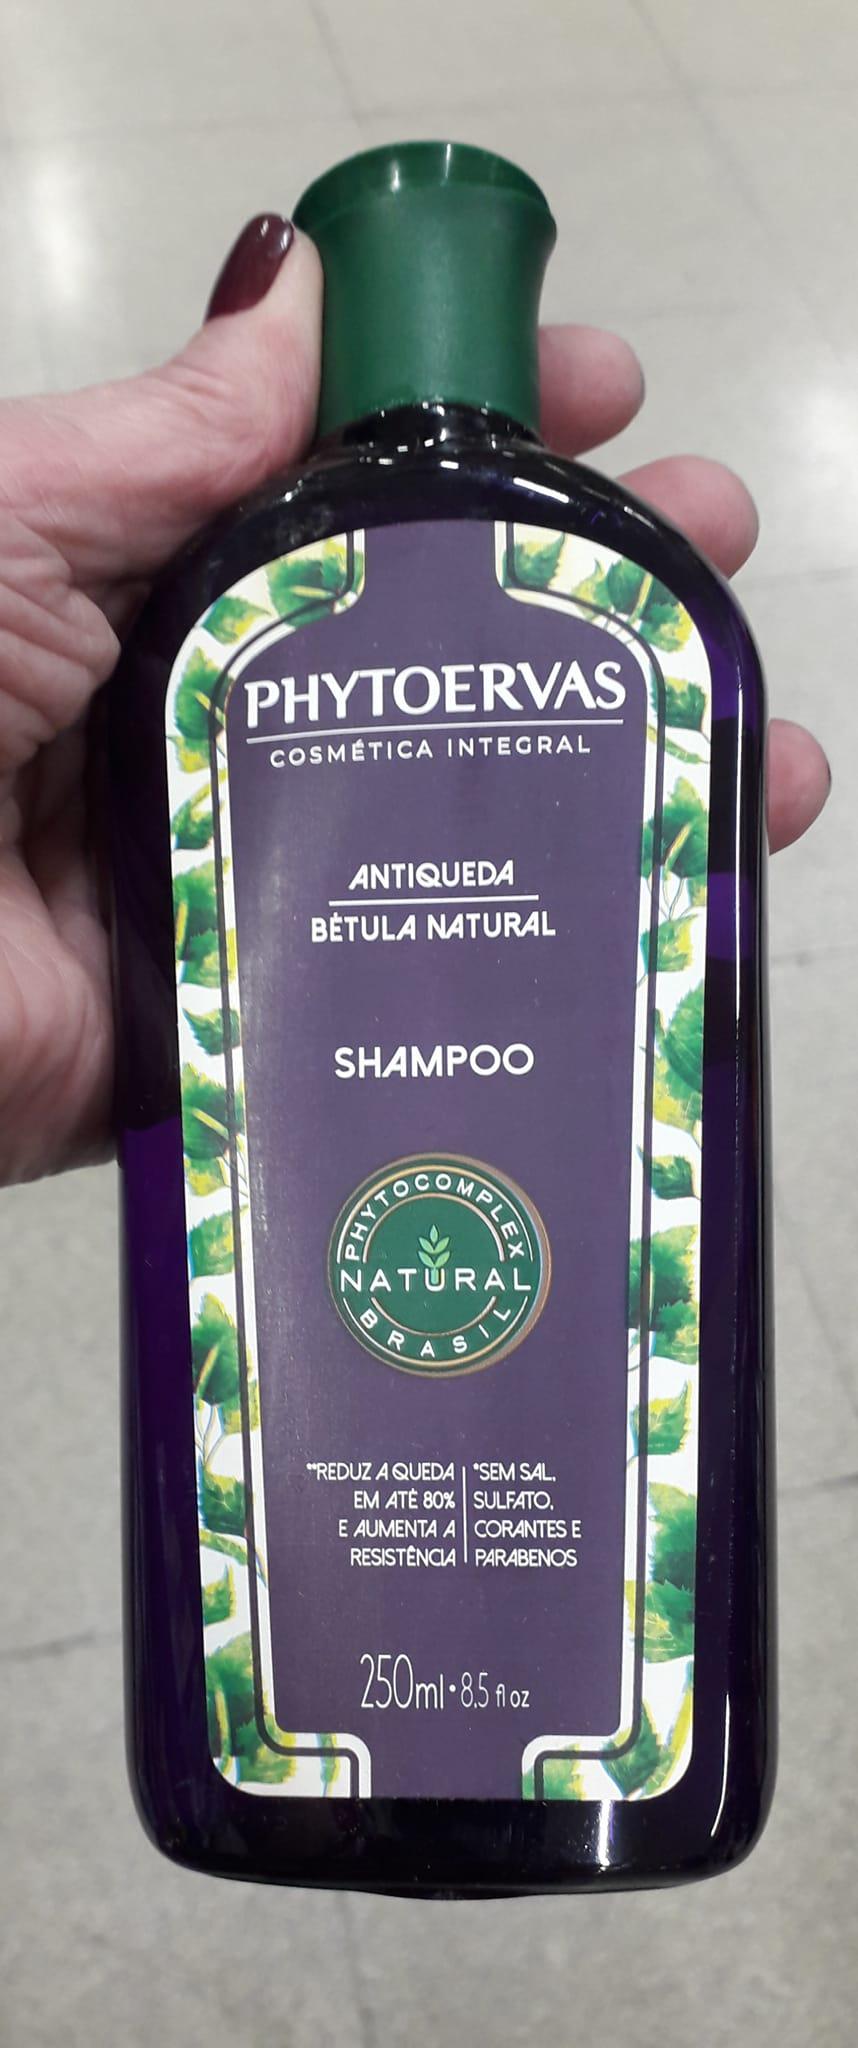 PHYTOERVAS
COSMÉTICA INTEGRAL
ANTIQUEDA
BÉTULA NATURAL
SHAMPOO
PHYTOCOMPLEX
NATURAL
BRASIL
**REDUZ A QUEDA
EM ATÉ 80%
E AUMENTA A
RESISTÊNCIA
*SEM SAL,
SULFATO,
CORANTES E
PARABENOS
250ml • 8,5 fl oz